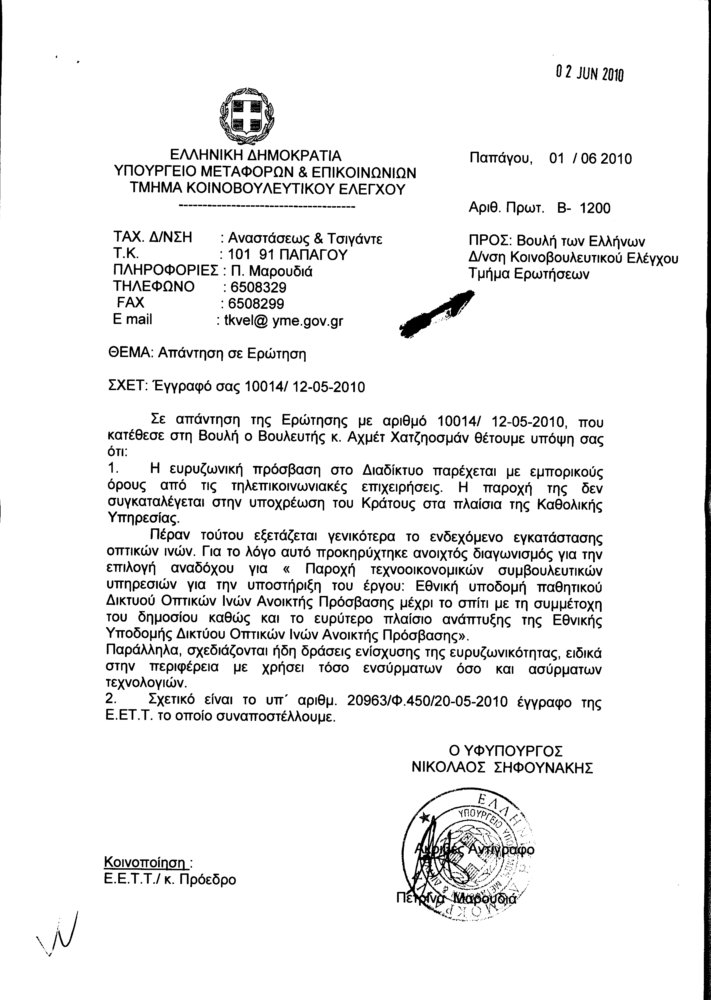 02 JUN 2010
ΕΛΛΗΝΙΚΗ ΔΗΜΟΚΡΑΤΙΑ
ΥΠΟΥΡΓΕΙΟ ΜΕΤΑΦΟΡΩΝ & ΕΠΙΚΟΙΝΩΝΙΩΝ
ΤΜΗΜΑ ΚΟΙΝΟΒΟΥΛΕΥΤΙΚΟΥ ΕΛΕΓΧΟΥ
-------------------------------------
Παπάγου, 01 / 06 2010
Αριθ. Πρωτ. Β- 1200
ΤΑΧ. Δ/ΝΣΗ : Αναστάσεως & Τσιγάντε
Τ.Κ. : 101 91 ΠΑΠΑΓΟΥ
ΠΛΗΡΟΦΟΡΙΕΣ : Π. Μαρουδιά
ΤΗΛΕΦΩΝΟ : 6508329
FAX : 6508299
E mail : tkvel@ yme.gov.gr
ΠΡΟΣ: Βουλή των Ελλήνων
Δ/νση Κοινοβουλευτικού Ελέγχου
Τμήμα Ερωτήσεων
ΘΕΜΑ: Απάντηση σε Ερώτηση
ΣΧΕΤ: Έγγραφό σας 10014/ 12-05-2010
Σε απάντηση της Ερώτησης με αριθμό 10014/ 12-05-2010, που
κατέθεσε στη Βουλή ο Βουλευτής κ. Αχμέτ Χατζηοσμάν θέτουμε υπόψη σας
ότι:
1. Η ευρυζωνική πρόσβαση στο Διαδίκτυο παρέχεται με εμπορικούς
όρους από τις τηλεπικοινωνιακές επιχειρήσεις. Η παροχή της δεν
συγκαταλέγεται στην υποχρέωση του Κράτους στα πλαίσια της Καθολικής
Υπηρεσίας.
Πέραν τούτου εξετάζεται γενικότερα το ενδεχόμενο εγκατάστασης
οπτικών ινών. Για το λόγο αυτό προκηρύχτηκε ανοιχτός διαγωνισμός για την
επιλογή αναδόχου για « Παροχή τεχνοοικονομικών συμβουλευτικών
υπηρεσιών για την υποστήριξη του έργου: Εθνική υποδομή παθητικού
Δικτυού Οπτικών Ινών Ανοικτής Πρόσβασης μέχρι το σπίτι με τη συμμέτοχη
του δημοσίου καθώς και το ευρύτερο πλαίσιο ανάπτυξης της Εθνικής
Υποδομής Δικτύου Οπτικών Ινών Ανοικτής Πρόσβασης».
Παράλληλα, σχεδιάζονται ήδη δράσεις ενίσχυσης της ευρυζωνικότητας, ειδικά
στην περιφέρεια με χρήσει τόσο ενσύρματων όσο και ασύρματων
τεχνολογιών.
2. Σχετικό είναι το υπ΄ αριθμ. 20963/Φ.450/20-05-2010 έγγραφο της
Ε.ΕΤ.Τ. το οποίο συναποστέλλουμε.
Ο ΥΦΥΠΟΥΡΓΟΣ
ΝΙΚΟΛΑΟΣ ΣΗΦΟΥΝΑΚΗΣ
Ακριβές Αντίγραφο
Πετρίνα Μαρουδιά
Κοινοποίηση :
Ε.Ε.Τ.Τ./ κ. Πρόεδρο